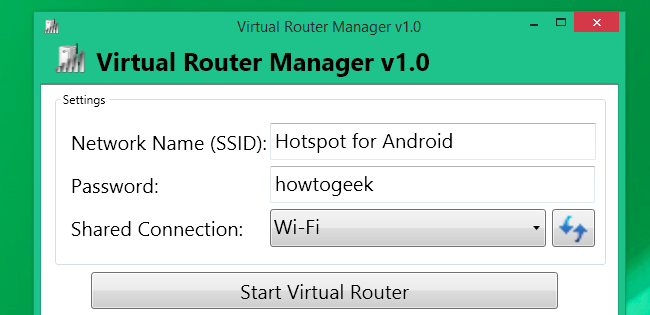 Virtual Router Manager v1.0
Virtual Router Manager v1.0
Settings
Network Name (SSID): Hotspot for Android
Password: howtogeek
Shared Connection: Wi-Fi
Start Virtual Router